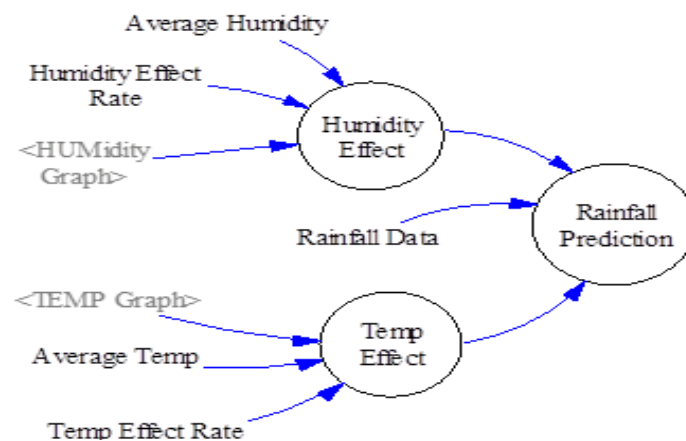 Average Humidity
Humidity Effect
Rate
<HUMidity
Graph>
Humidity
Effect
Rainfall Data
Rainfall
Prediction
<TEMP Graph>
Average Temp
Temp Effect Rate
Temp
Effect